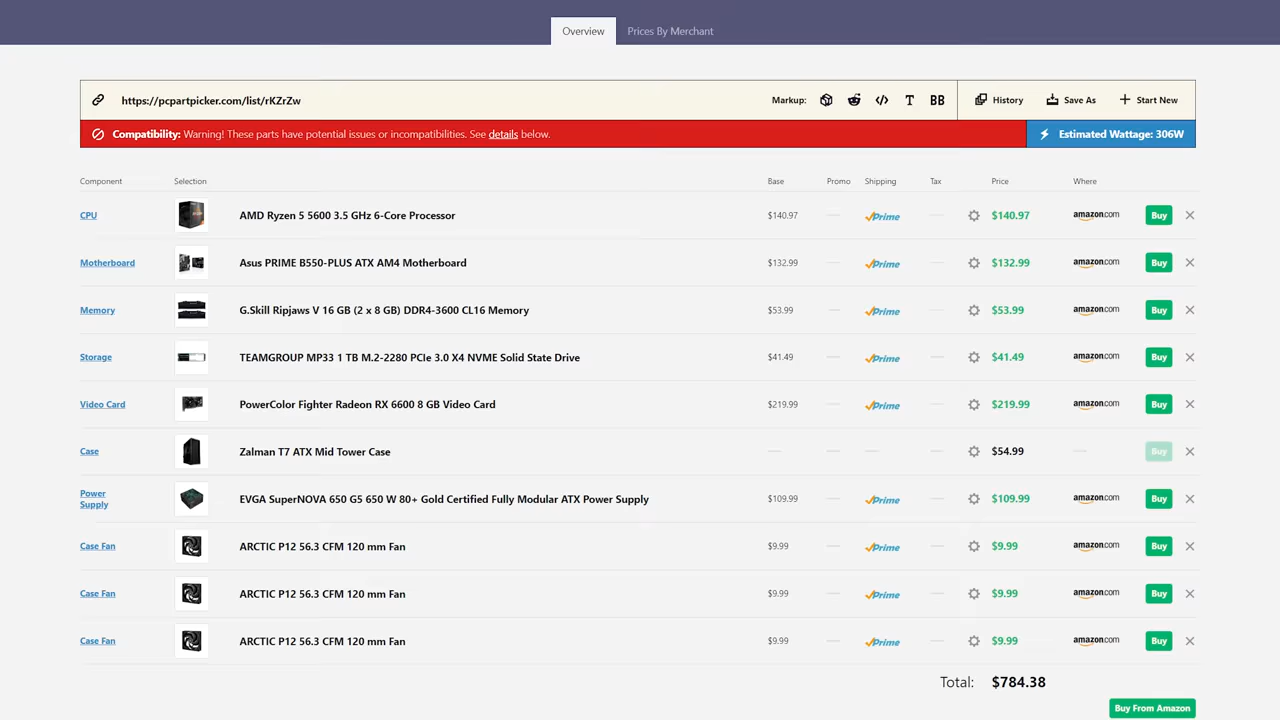 Overview Prices By Merchant
https://pcpartpicker.com/list/rKZrZw Markup: T BB History Save As Start New
Compatibility: Warning! These parts have potential issues or incompatibilities. See details below. Estimated Wattage: 306W
Component Selection Base Promo Shipping Tax Price Where
CPU AMD Ryzen 5 5600 3.5 GHz 6-Core Processor $140.97 Prime $140.97 amazon.com Buy
Motherboard Asus PRIME B550-PLUS ATX AM4 Motherboard $132.99 Prime $132.99 amazon.com Buy
Memory G.Skill Ripjaws V 16 GB (2 x 8 GB) DDR4-3600 CL16 Memory $53.99 Prime $53.99 amazon.com Buy
Storage TEAMGROUP MP33 1 TB M.2-2280 PCIe 3.0 X4 NVME Solid State Drive $41.49 Prime $41.49 amazon.com Buy
Video Card PowerColor Fighter Radeon RX 6600 8 GB Video Card $219.99 Prime $219.99 amazon.com Buy
Case Zalman T7 ATX Mid Tower Case $54.99 Buy
Power Supply EVGA SuperNOVA 650 G5 650 W 80+ Gold Certified Fully Modular ATX Power Supply $109.99 Prime $109.99 amazon.com Buy
Case Fan ARCTIC P12 56.3 CFM 120 mm Fan $9.99 Prime $9.99 amazon.com Buy
Case Fan ARCTIC P12 56.3 CFM 120 mm Fan $9.99 Prime $9.99 amazon.com Buy
Case Fan ARCTIC P12 56.3 CFM 120 mm Fan $9.99 Prime $9.99 amazon.com Buy
Total: $784.38
Buy From Amazon